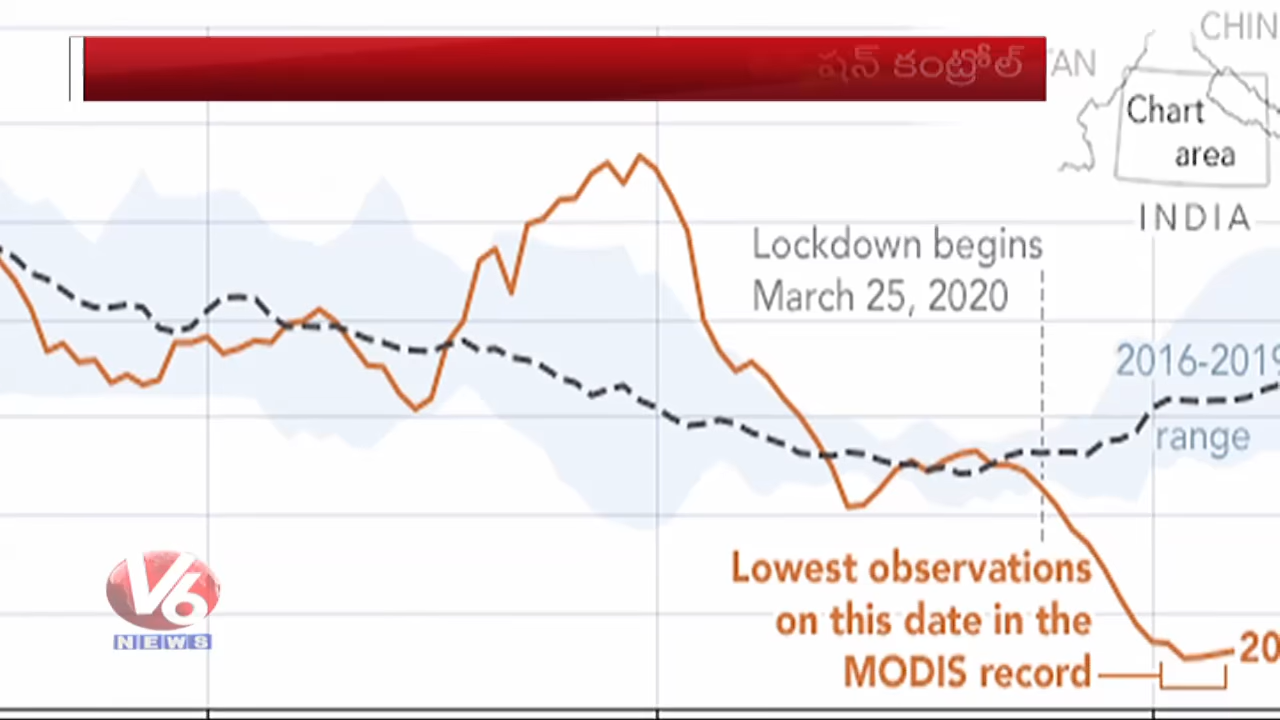 షన్ కంట్రోల్
TAN
CHIN
Chart
area
INDIA
Lockdown begins
March 25, 2020
2016-2019
range
Lowest observations
on this date in the
MODIS record
20
V6
NEWS